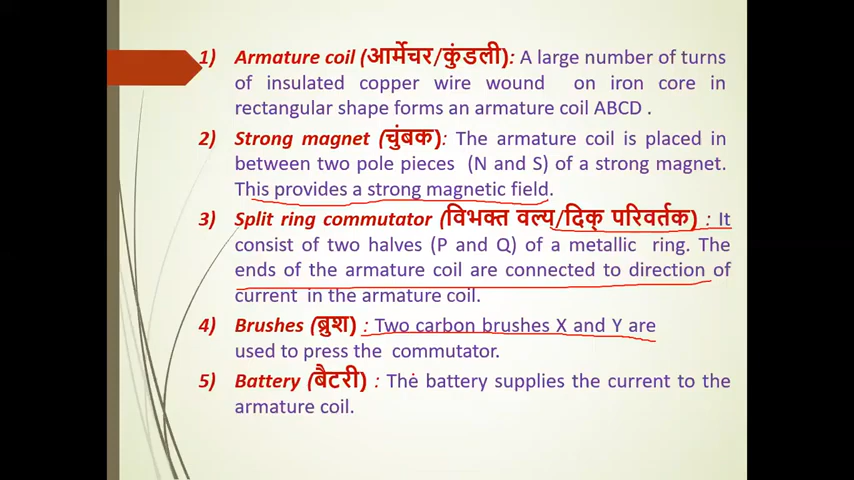 1) Armature coil (आर्मेचर/कुंडली): A large number of turns
of insulated copper wire wound on iron core in
rectangular shape forms an armature coil ABCD .
2) Strong magnet (चुंबक): The armature coil is placed in
between two pole pieces (N and S) of a strong magnet.
This provides a strong magnetic field.
3) Split ring commutator (विभक्त वल्य/दिक् परिवर्तक) : It
consist of two halves (P and Q) of a metallic ring. The
ends of the armature coil are connected to direction of
current in the armature coil.
4) Brushes (ब्रुश) : Two carbon brushes X and Y are
used to press the commutator.
5) Battery (बैटरी) : The battery supplies the current to the
armature coil.